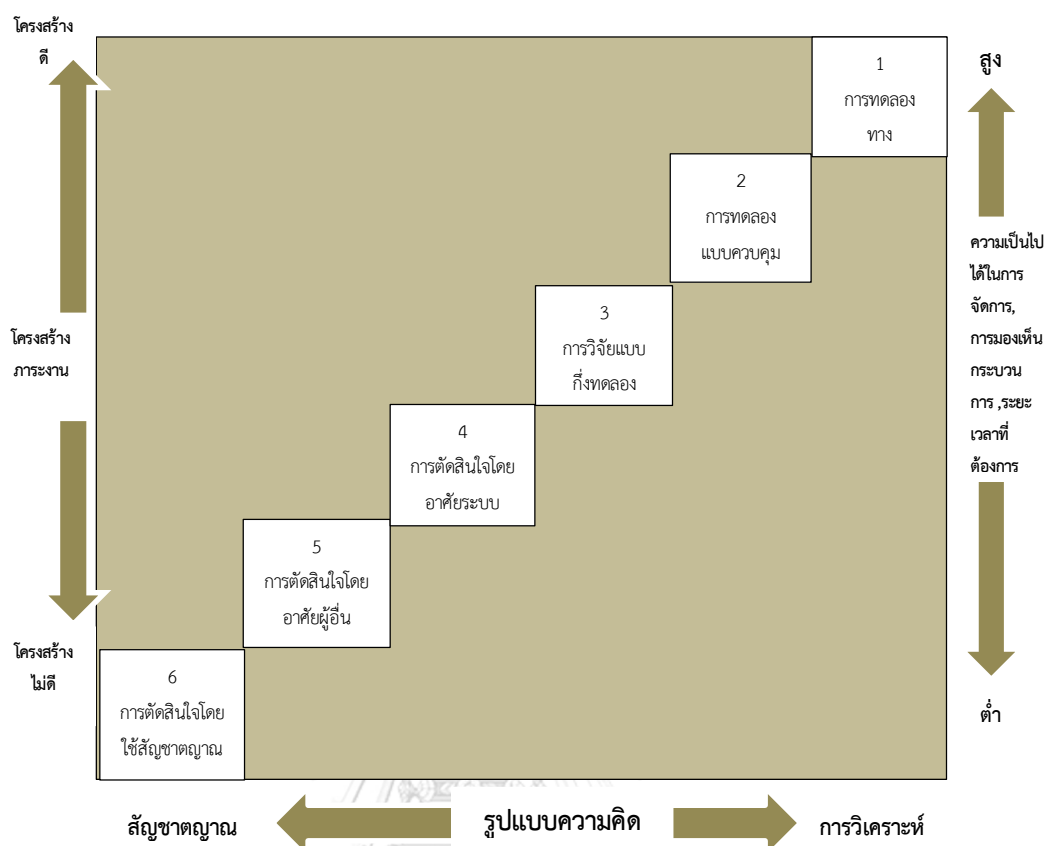 โครงสร้าง
ดี
สูง
1
การทดลอง
ทาง
2
การทดลอง
แบบควบคุม
ความเป็นไป
ได้ในการ
จัดการ,
การมองเห็น
กระบวน
การ ,ระยะ
เวลาที่
ต้องการ
3
การวิจัยแบบ
กึ่งทดลอง
โครงสร้าง
ภาระงาน
4
การตัดสินใจโดย
อาศัยระบบ
5
การตัดสินใจโดย
อาศัยผู้อื่น
โครงสร้าง
ไม่ดี
6
การตัดสินใจโดย
ใช้สัญชาตญาณ
ต่ำ
สัญชาตญาณ
รูปแบบความคิด
การวิเคราะห์